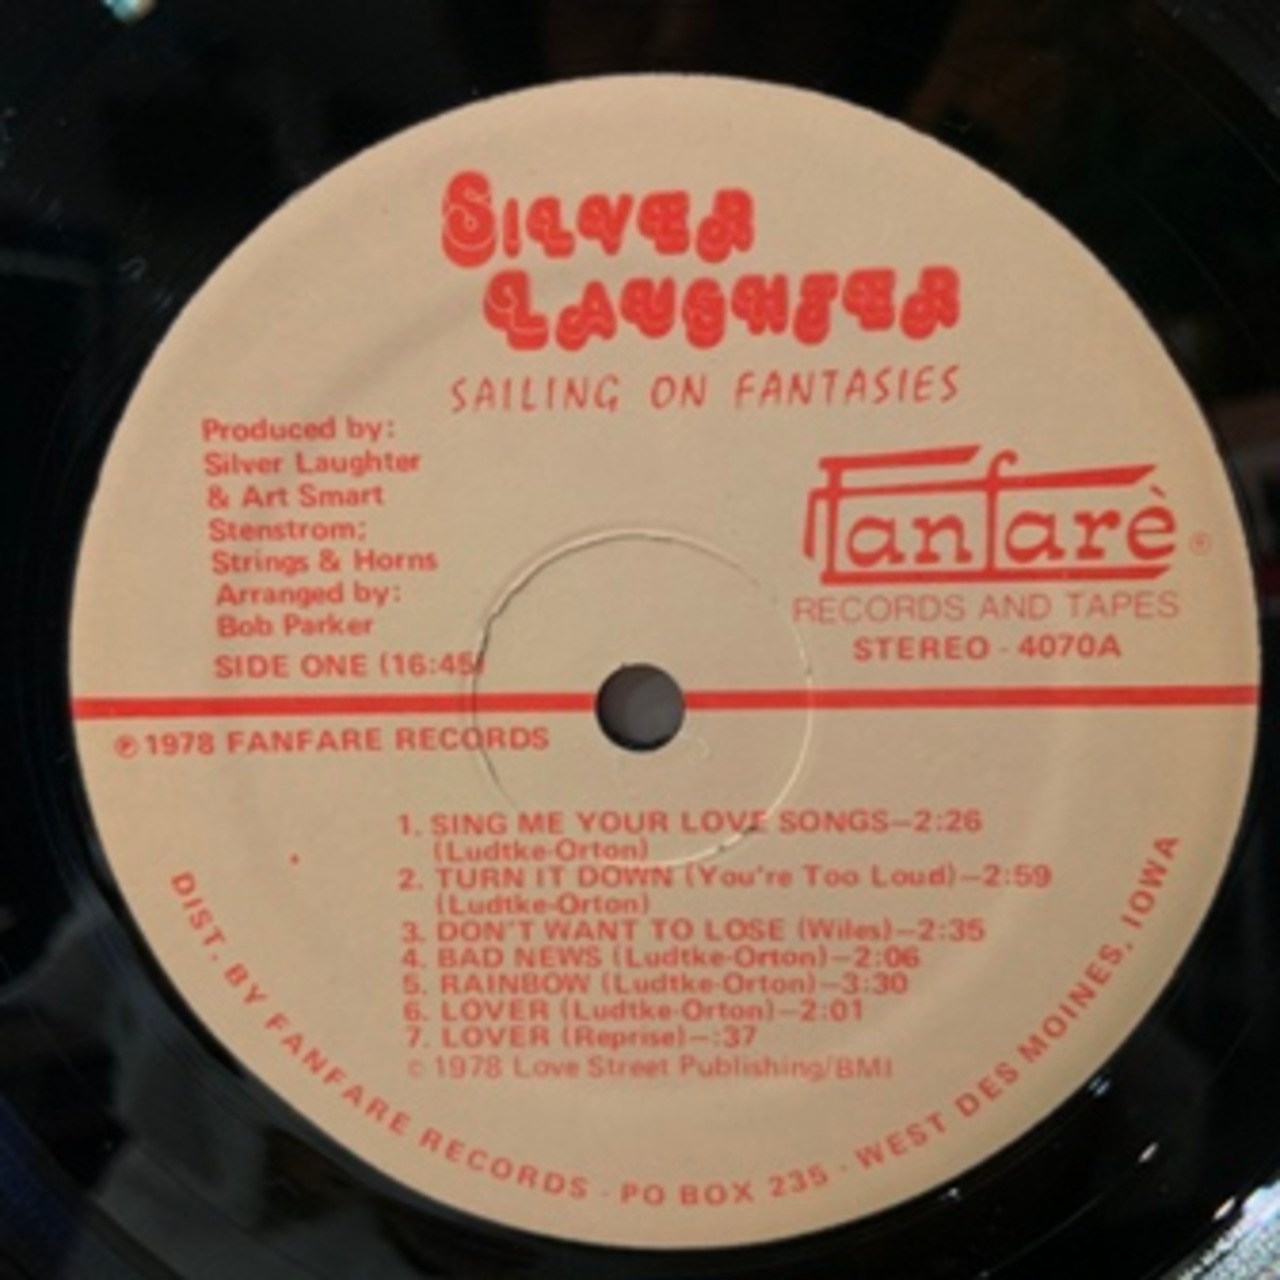 SILVER
LAUGHTER
SAILING ON FANTASIES
Produced by:
Silver Laughter
& Art Smart
Stenstrom;
Strings & Horns
Arranged by:
Bob Parker
SIDE ONE (16:45)
Fanfarè ®
RECORDS AND TAPES
STEREO - 4070A
℗ 1978 FANFARE RECORDS
1. SING ME YOUR LOVE SONGS—2:26
(Ludtke-Orton)
2. TURN IT DOWN (You're Too Loud)—2:59
(Ludtke-Orton)
3. DON'T WANT TO LOSE (Wiles)—2:35
4. BAD NEWS (Ludtke-Orton)—2:06
5. RAINBOW (Ludtke-Orton)—3:30
6. LOVER (Ludtke-Orton)—2:01
7. LOVER (Reprise)—:37
© 1978 Love Street Publishing/BMI
DIST. BY FANFARE RECORDS · PO BOX 235 · WEST DES MOINES, IOWA